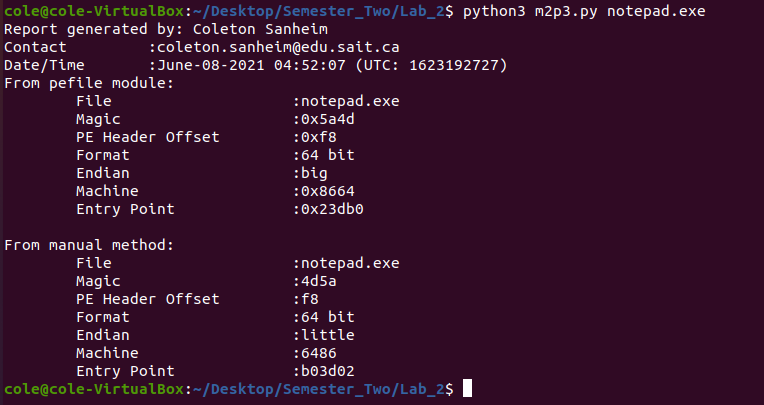 cole@cole-VirtualBox:~/Desktop/Semester_Two/Lab_2$ python3 m2p3.py notepad.exe
Report generated by: Coleton Sanheim
Contact :coleton.sanheim@edu.sait.ca
Date/Time :June-08-2021 04:52:07 (UTC: 1623192727)
From pefile module:
File :notepad.exe
Magic :0x5a4d
PE Header Offset :0xf8
Format :64 bit
Endian :big
Machine :0x8664
Entry Point :0x23db0
From manual method:
File :notepad.exe
Magic :4d5a
PE Header Offset :f8
Format :64 bit
Endian :little
Machine :6486
Entry Point :b03d02
cole@cole-VirtualBox:~/Desktop/Semester_Two/Lab_2$